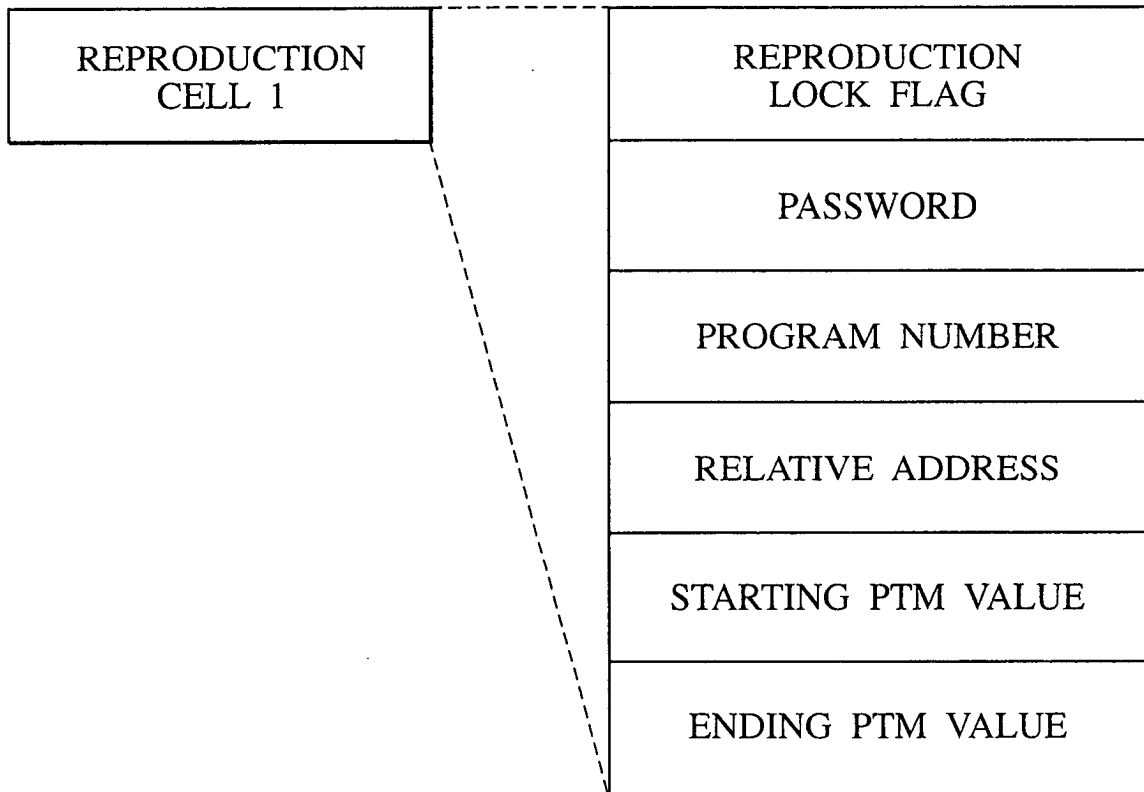 REPRODUCTION
CELL 1
REPRODUCTION
LOCK FLAG
PASSWORD
PROGRAM NUMBER
RELATIVE ADDRESS
STARTING PTM VALUE
ENDING PTM VALUE